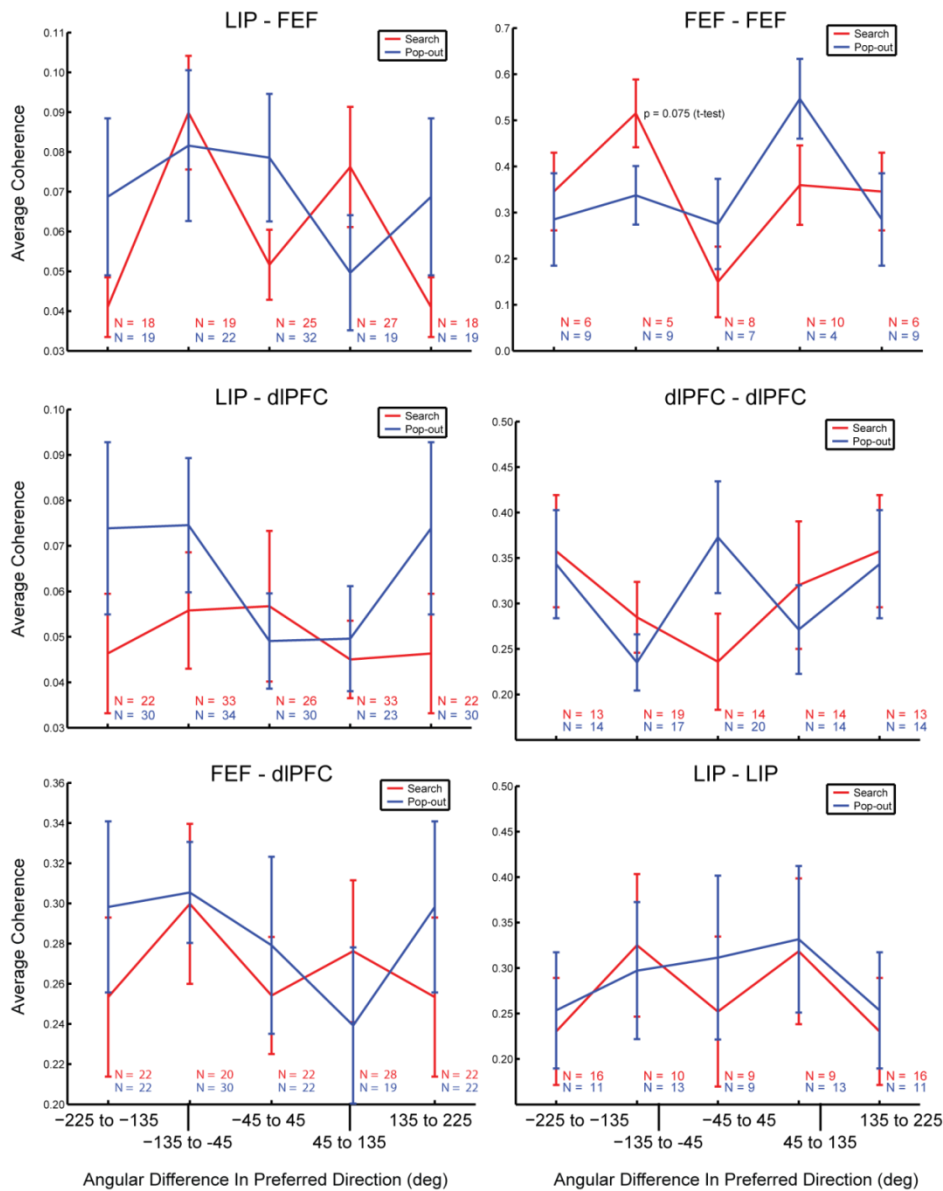 LIP - FEF
Search
Pop-out
0.11
0.10
0.09
0.08
0.07
0.06
0.05
0.04
0.03
Average Coherence
N = 18 N = 19 N = 25 N = 27 N = 18
N = 19 N = 22 N = 32 N = 19 N = 19
FEF - FEF
Search
Pop-out
0.7
0.6
0.5
0.4
0.3
0.2
0.1
0.0
p = 0.075 (t-test)
N = 6 N = 5 N = 8 N = 10 N = 6
N = 9 N = 9 N = 7 N = 4 N = 9
LIP - dlPFC
Search
Pop-out
0.10
0.09
0.08
0.07
0.06
0.05
0.04
0.03
Average Coherence
N = 22 N = 33 N = 26 N = 33 N = 22
N = 30 N = 34 N = 30 N = 23 N = 30
dlPFC - dlPFC
Search
Pop-out
0.50
0.45
0.40
0.35
0.30
0.25
0.20
N = 13 N = 19 N = 14 N = 14 N = 13
N = 14 N = 17 N = 20 N = 14 N = 14
FEF - dlPFC
Search
Pop-out
0.36
0.34
0.32
0.30
0.28
0.26
0.24
0.22
0.20
Average Coherence
N = 22 N = 20 N = 22 N = 28 N = 22
N = 22 N = 30 N = 22 N = 19 N = 22
−225 to −135 -45 to 45 135 to 225
−135 to -45 45 to 135
Angular Difference In Preferred Direction (deg)
LIP - LIP
Search
Pop-out
0.50
0.45
0.40
0.35
0.30
0.25
0.20
N = 16 N = 10 N = 9 N = 9 N = 16
N = 11 N = 13 N = 9 N = 13 N = 11
−225 to −135 -45 to 45 135 to 225
−135 to -45 45 to 135
Angular Difference In Preferred Direction (deg)